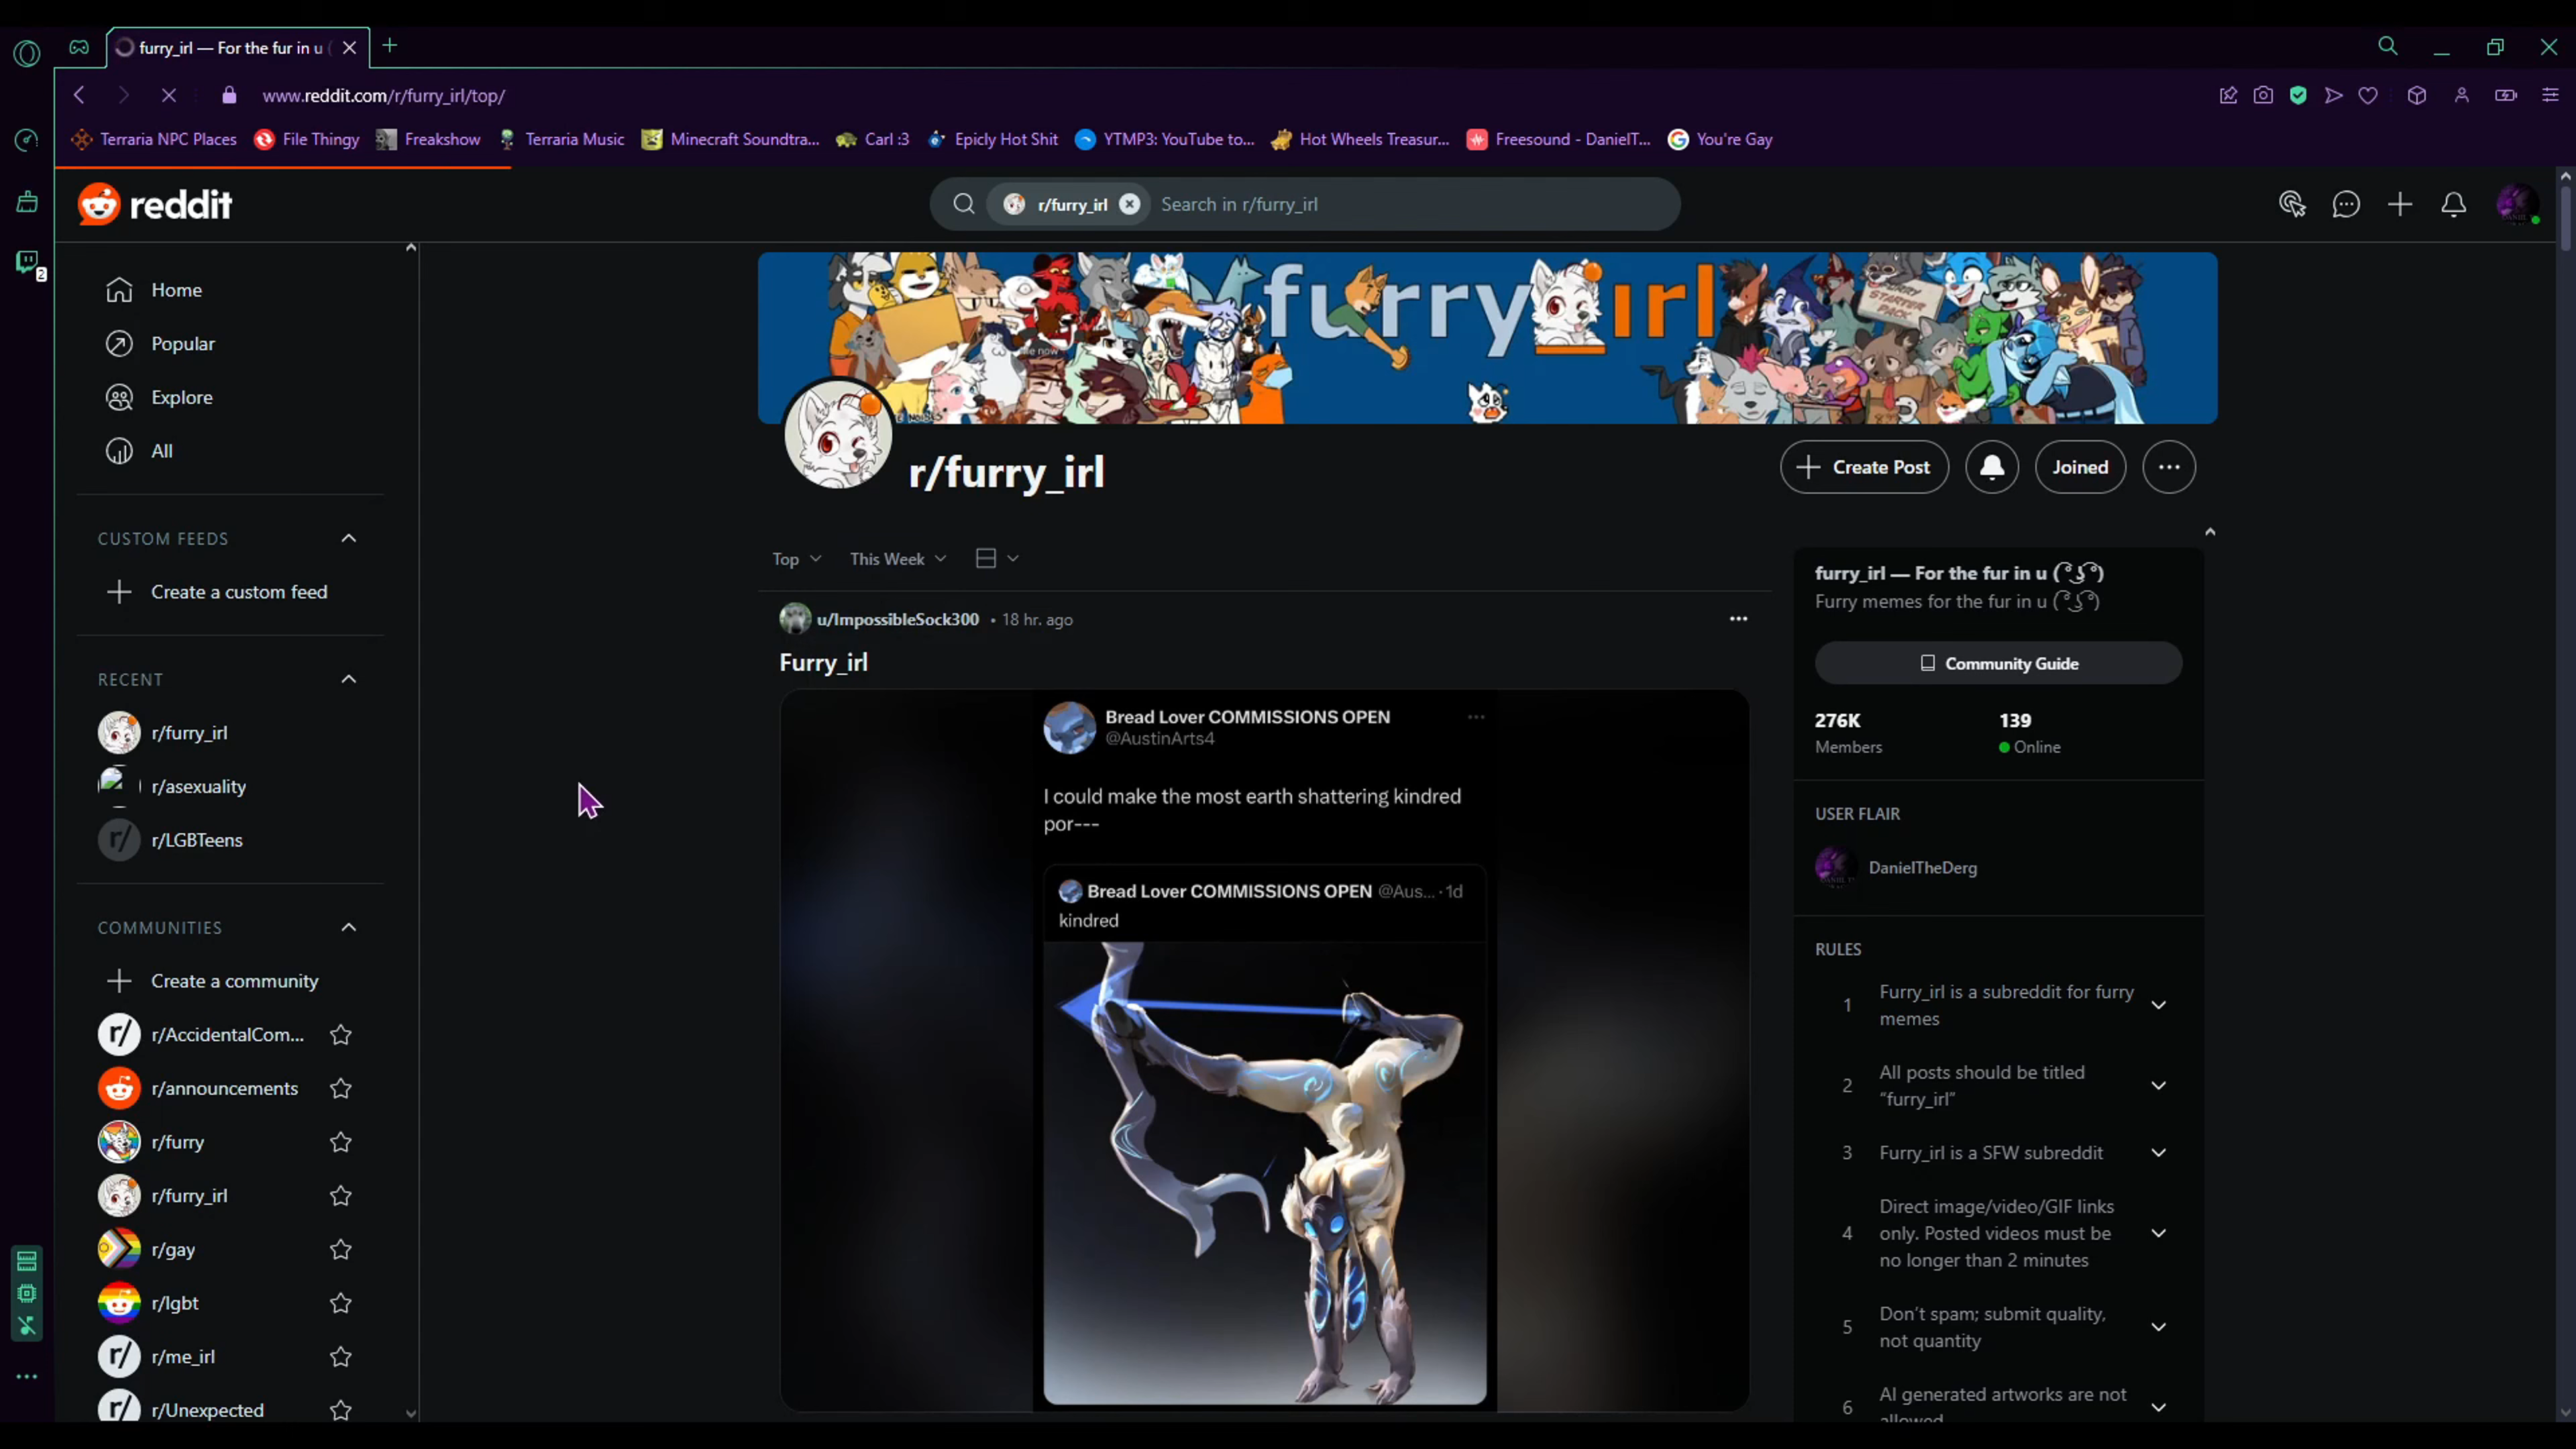 furry_irl — For the fur in u (
www.reddit.com/r/furry_irl/top/
Terraria NPC Places
File Thingy
Freakshow
Terraria Music
Minecraft Soundtra...
Carl :3
Epicly Hot Shit
YTMP3: YouTube to...
Hot Wheels Treasur...
Freesound - DanielT...
You're Gay
2
reddit
r/furry_irl
Search in r/furry_irl
Home
Popular
Explore
All
CUSTOM FEEDS
Create a custom feed
RECENT
r/furry_irl
r/asexuality
r/LGBTeens
COMMUNITIES
Create a community
r/AccidentalCom...
r/announcements
r/furry
r/furry_irl
r/gay
r/lgbt
r/me_irl
r/Unexpected
furry irl
FURRY STARTER PACK
r/furry_irl
Create Post
Joined
Top
This Week
u/ImpossibleSock300 • 18 hr. ago
Furry_irl
Bread Lover COMMISSIONS OPEN
@AustinArts4
I could make the most earth shattering kindred
por---
Bread Lover COMMISSIONS OPEN @Aus... · 1d
kindred
furry_irl — For the fur in u ( ͡° ͜ʖ ͡°)
Furry memes for the fur in u ( ͡° ͜ʖ ͡°)
Community Guide
276K
139
Members
Online
USER FLAIR
DanielTheDerg
RULES
1
Furry_irl is a subreddit for furry
memes
2
All posts should be titled
“furry_irl”
3
Furry_irl is a SFW subreddit
4
Direct image/video/GIF links
only. Posted videos must be
no longer than 2 minutes
5
Don’t spam; submit quality,
not quantity
6
AI generated artworks are not
allowed